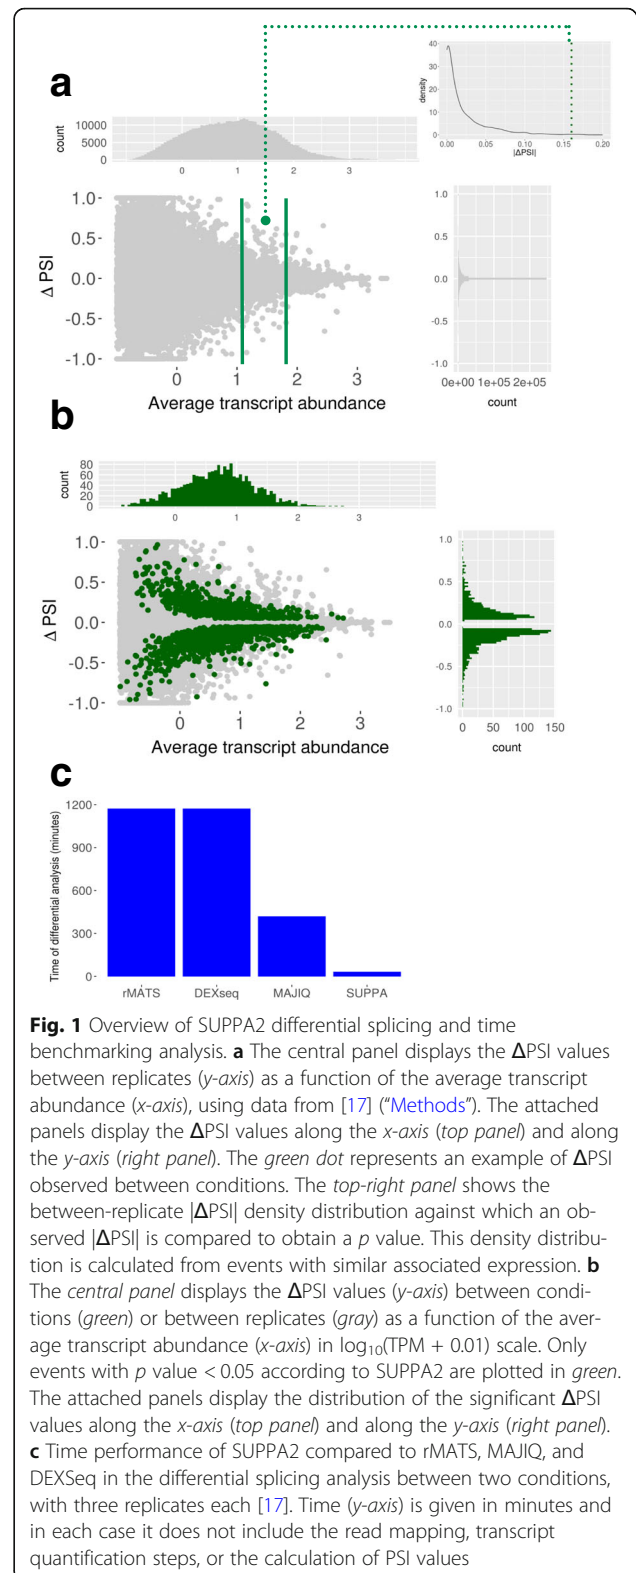 a
40
30
20
10
0
density
0.00 0.05 0.10 0.15 0.20
|ΔPSI|
10000
5000
0
count
0 1 2 3
1.0
0.5
0.0
-0.5
-1.0
Δ PSI
0 1 2 3
Average transcript abundance
1.0
0.5
0.0
-0.5
-1.0
0e+00 1e+05 2e+05
count
b
80
60
40
20
0
count
0 1 2 3
1.0
0.5
0.0
-0.5
-1.0
Δ PSI
0 1 2 3
Average transcript abundance
1.0
0.5
0.0
-0.5
-1.0
0 50 100 150
count
c
1200
900
600
300
0
Time of differential analysis (minutes)
rMATS DEXseq MAJIQ SUPPA
Fig. 1 Overview of SUPPA2 differential splicing and time
benchmarking analysis. a The central panel displays the ΔPSI values
between replicates (y-axis) as a function of the average transcript
abundance (x-axis), using data from [17] (“Methods”). The attached
panels display the ΔPSI values along the x-axis (top panel) and along
the y-axis (right panel). The green dot represents an example of ΔPSI
observed between conditions. The top-right panel shows the
between-replicate |ΔPSI| density distribution against which an ob-
served |ΔPSI| is compared to obtain a p value. This density distribu-
tion is calculated from events with similar associated expression. b
The central panel displays the ΔPSI values (y-axis) between condi-
tions (green) or between replicates (gray) as a function of the aver-
age transcript abundance (x-axis) in log₁₀(TPM + 0.01) scale. Only
events with p value < 0.05 according to SUPPA2 are plotted in green.
The attached panels display the distribution of the significant ΔPSI
values along the x-axis (top panel) and along the y-axis (right panel).
c Time performance of SUPPA2 compared to rMATS, MAJIQ, and
DEXSeq in the differential splicing analysis between two conditions,
with three replicates each [17]. Time (y-axis) is given in minutes and
in each case it does not include the read mapping, transcript
quantification steps, or the calculation of PSI values